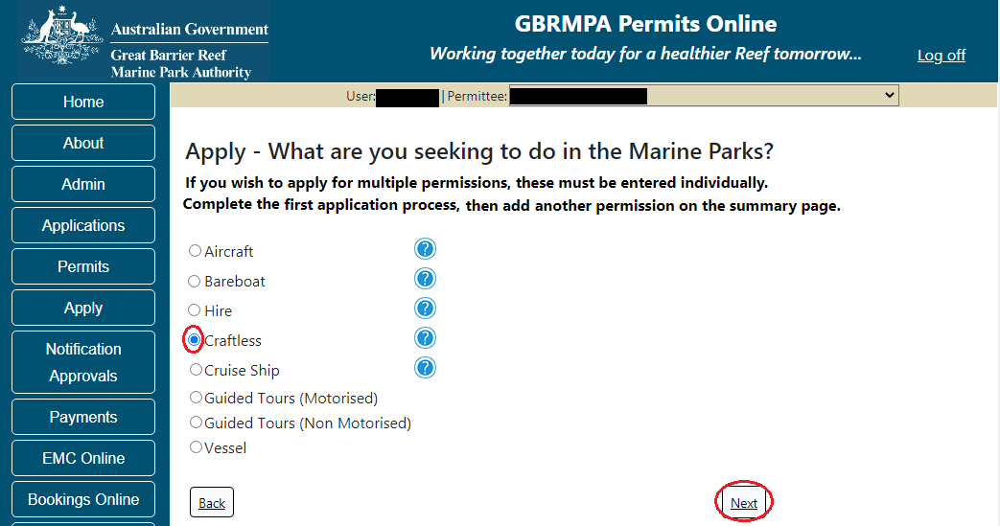 Australian Government
Great Barrier Reef
Marine Park Authority
GBRMPA Permits Online
Working together today for a healthier Reef tomorrow...
Log off
Home
About
Admin
Applications
Permits
Apply
Notification
Approvals
Payments
EMC Online
Bookings Online
User: | Permittee:
Apply - What are you seeking to do in the Marine Parks?
If you wish to apply for multiple permissions, these must be entered individually.
Complete the first application process, then add another permission on the summary page.
Aircraft ?
Bareboat ?
Hire ?
Craftless ?
Cruise Ship ?
Guided Tours (Motorised)
Guided Tours (Non Motorised)
Vessel
Back
Next